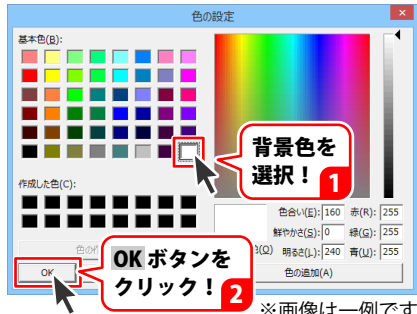 色の設定
基本色(B):
背景色を
選択！
1
作成した色(C):
色合い(E): 160 赤(R): 255
鮮やかさ(S): 0 緑(G): 255
(O) 明るさ(L): 240 青(U): 255
色の
OK
色の追加(A)
OK ボタンを
クリック！
2
※画像は一例です